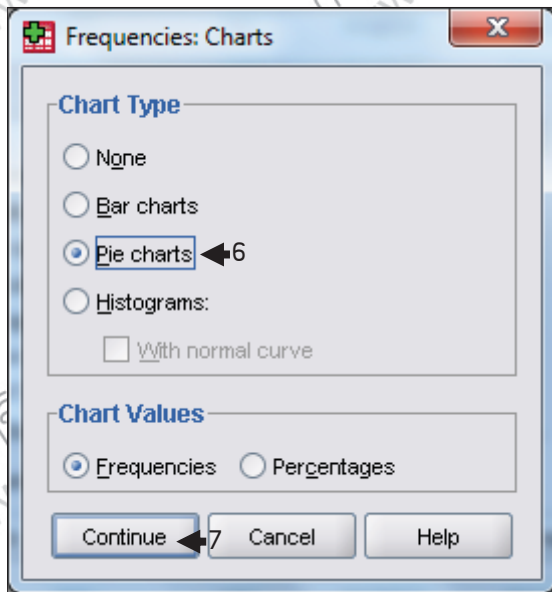 Frequencies: Charts
Chart Type
None
Bar charts
Pie charts 6
Histograms:
With normal curve
Chart Values
Frequencies Percentages
Continue 7 Cancel Help